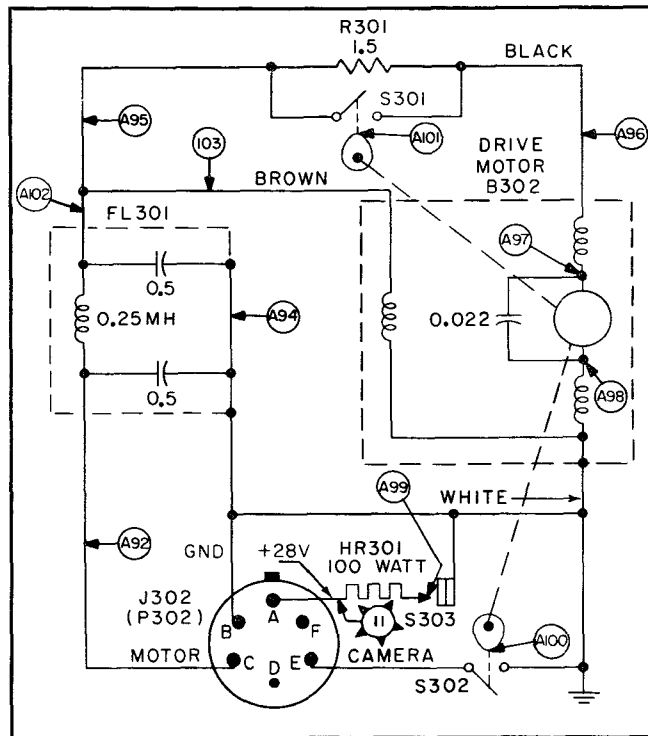 R301
1.5
BLACK
S301
A95
103
A101
A96
DRIVE
MOTOR
B302
BROWN
A102
FL301
A97
0.5
0.25MH
A94
0.022
0.5
A98
A99
WHITE
A92
GND
+28V
HR301
100 WATT
J302
(P302)
A
B
F
11
S303
A100
MOTOR
C
D
E
CAMERA
S302